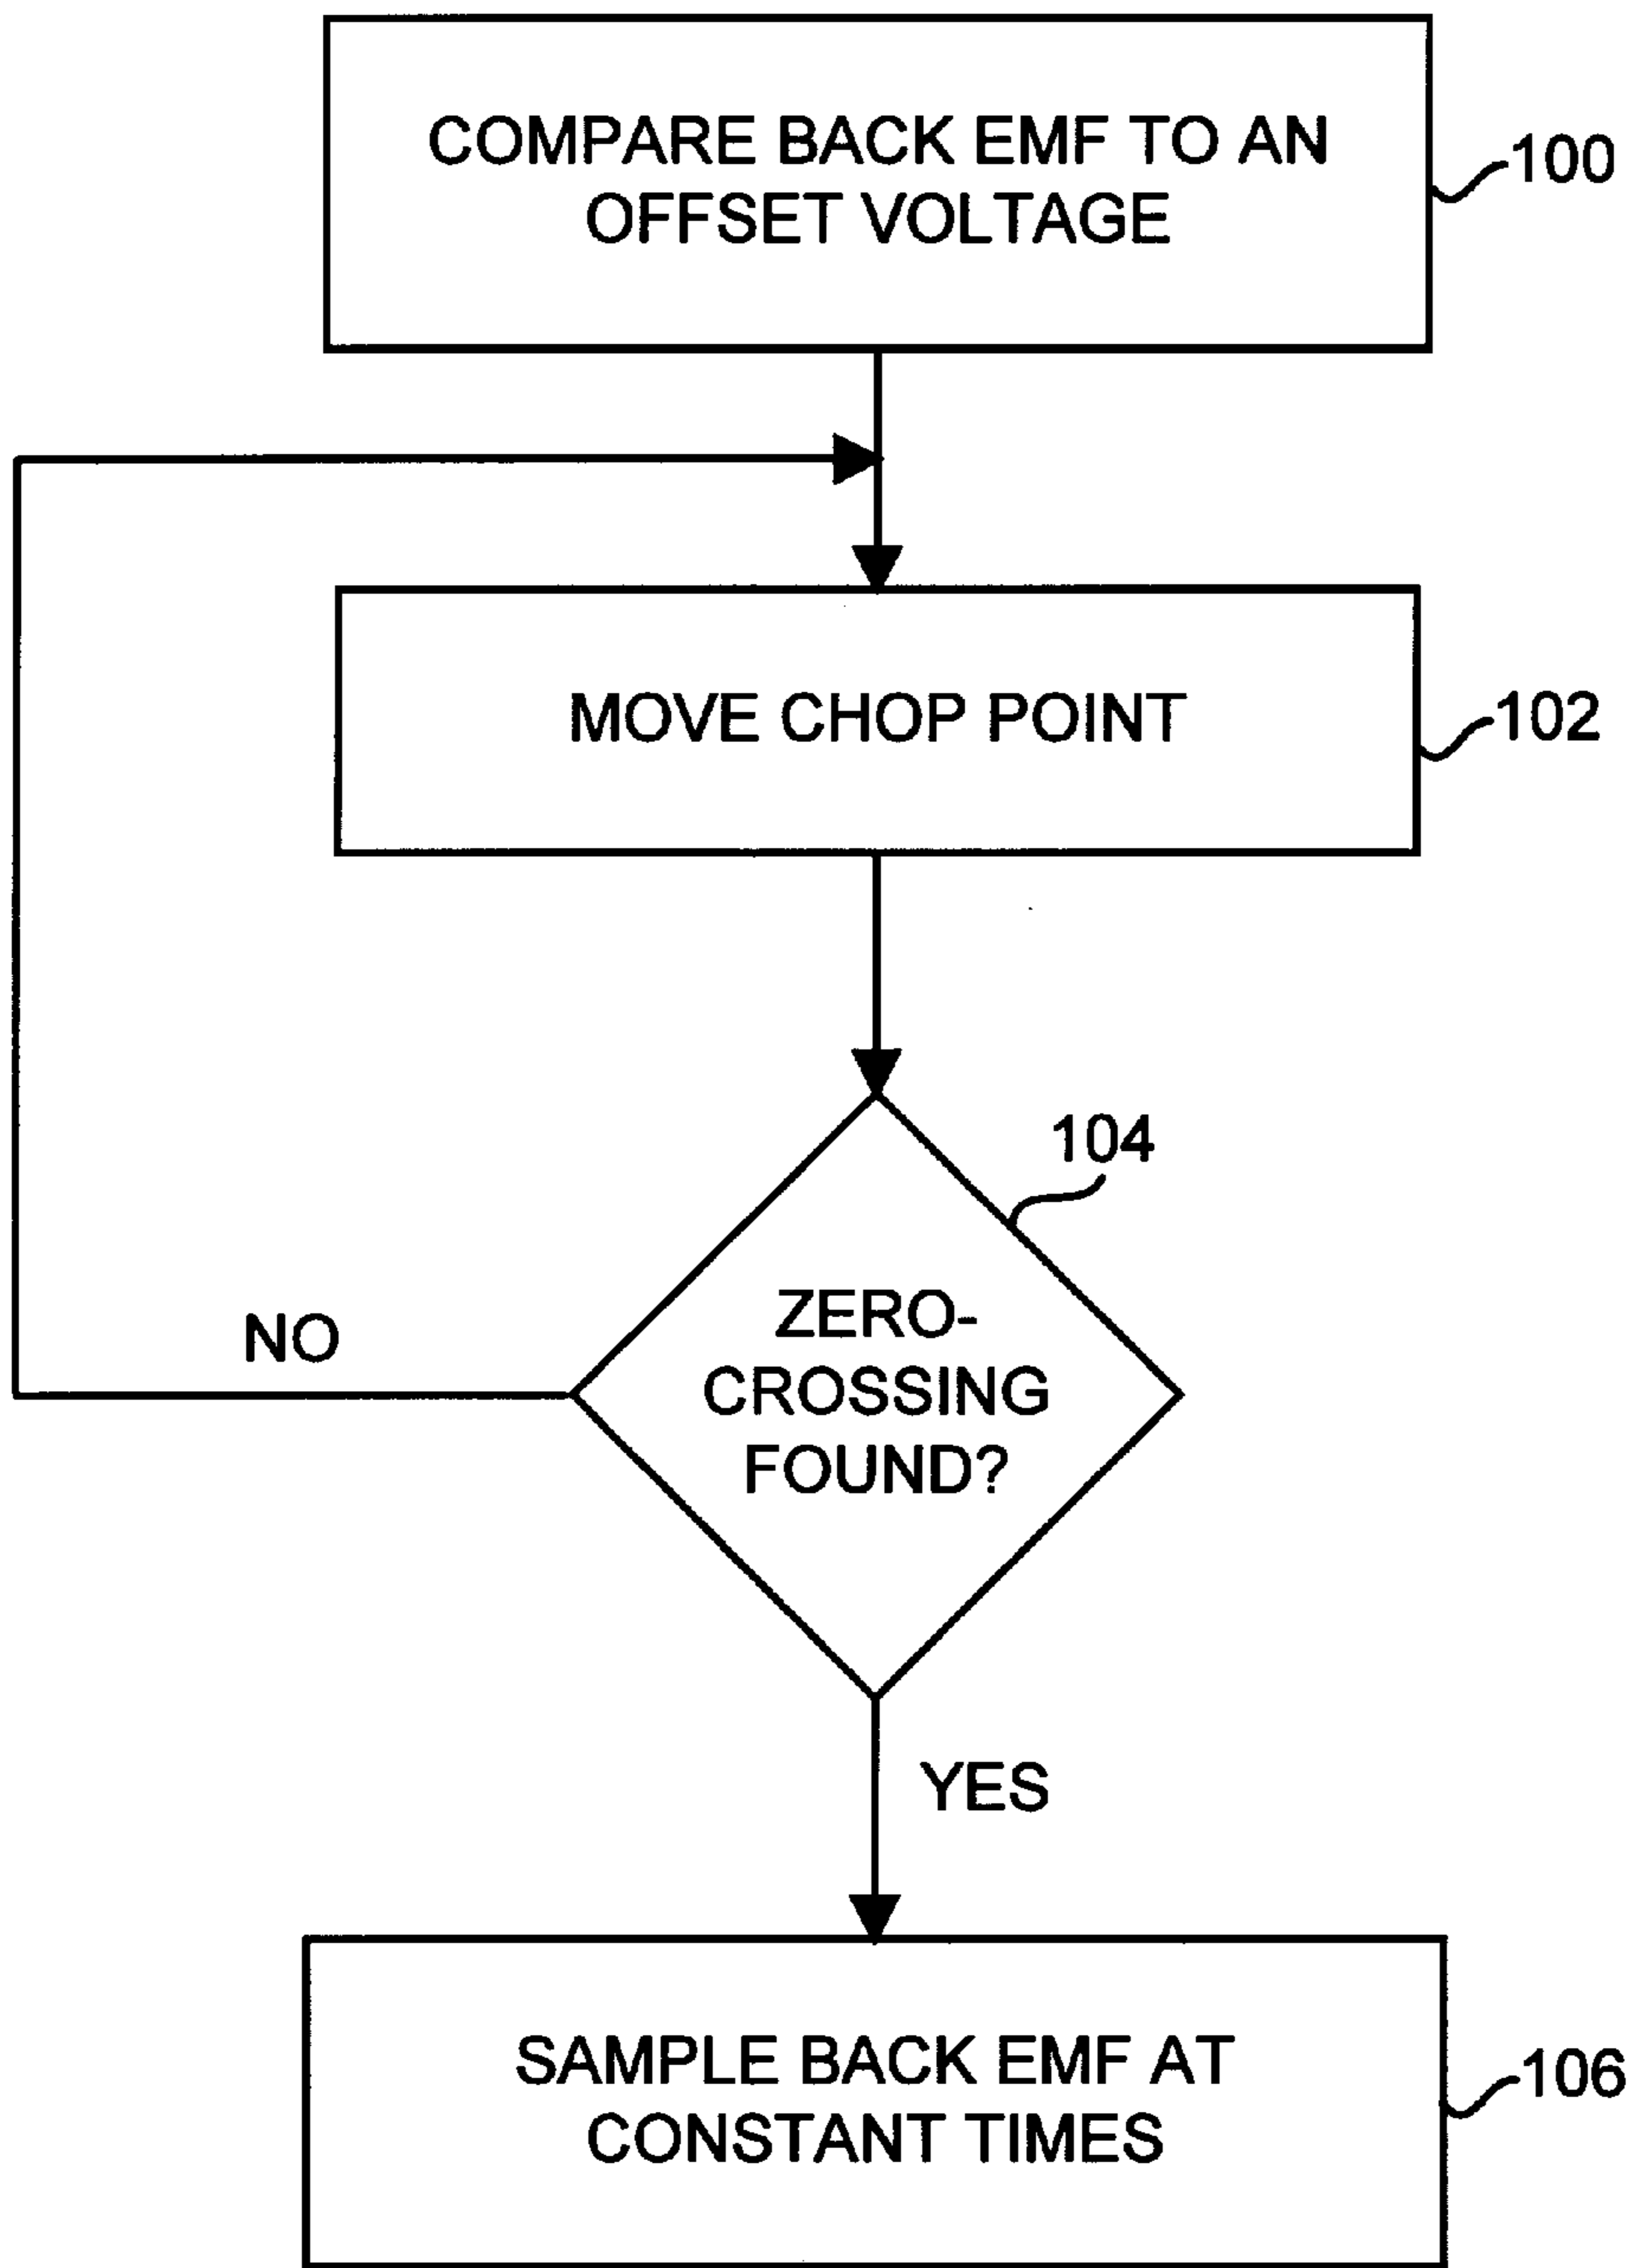 COMPARE BACK EMF TO AN
OFFSET VOLTAGE
100
MOVE CHOP POINT
102
104
ZERO-
CROSSING
FOUND?
NO
YES
SAMPLE BACK EMF AT
CONSTANT TIMES
106